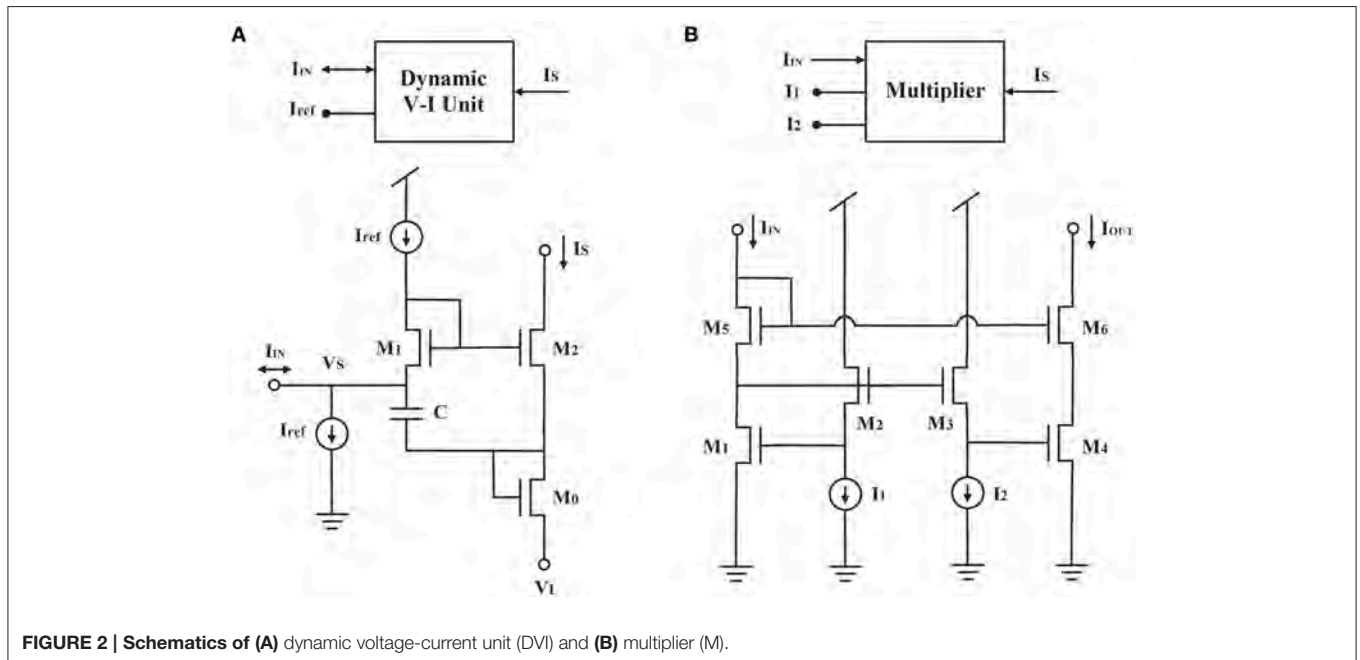 A
IIN
Iref
Dynamic
V-I Unit
IS
Iref
IS
M1
M2
IIN
VS
C
Iref
M0
VL
B
IIN
I1
I2
Multiplier
IS
IIN
IOUT
M5
M6
M2
M3
M1
M4
I1
I2
FIGURE 2 | Schematics of (A) dynamic voltage-current unit (DVI) and (B) multiplier (M).